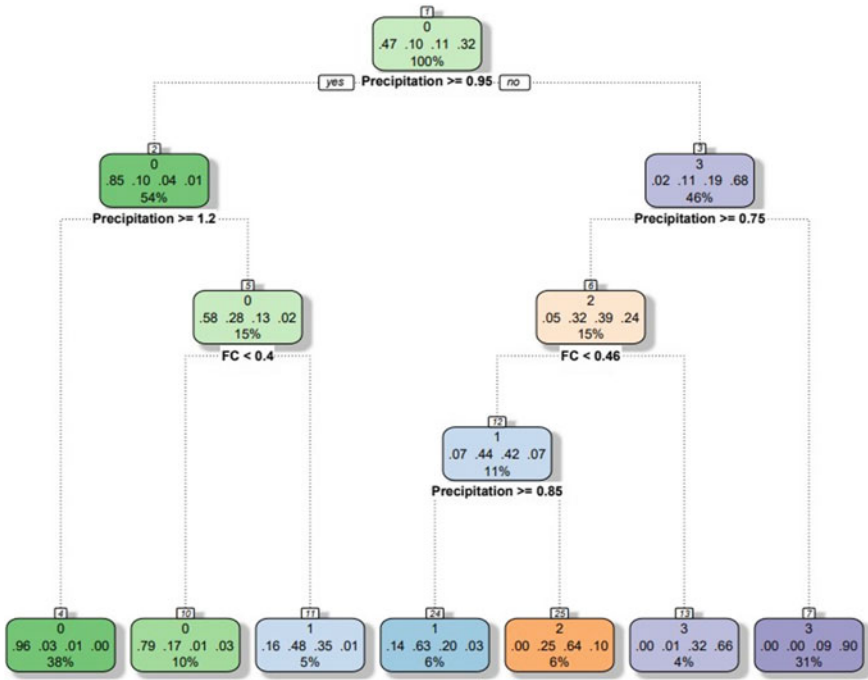 1
0
.47 .10 .11 .32
100%
yes Precipitation >= 0.95 no
2
0
.85 .10 .04 .01
54%
Precipitation >= 1.2
3
3
.02 .11 .19 .68
46%
Precipitation >= 0.75
5
0
.58 .28 .13 .02
15%
FC < 0.4
6
2
.05 .32 .39 .24
15%
FC < 0.46
12
1
.07 .44 .42 .07
11%
Precipitation >= 0.85
4
0
.96 .03 .01 .00
38%
10
0
.79 .17 .01 .03
10%
11
1
.16 .48 .35 .01
5%
24
1
.14 .63 .20 .03
6%
25
2
.00 .25 .64 .10
6%
13
3
.00 .01 .32 .66
4%
7
3
.00 .00 .09 .90
31%